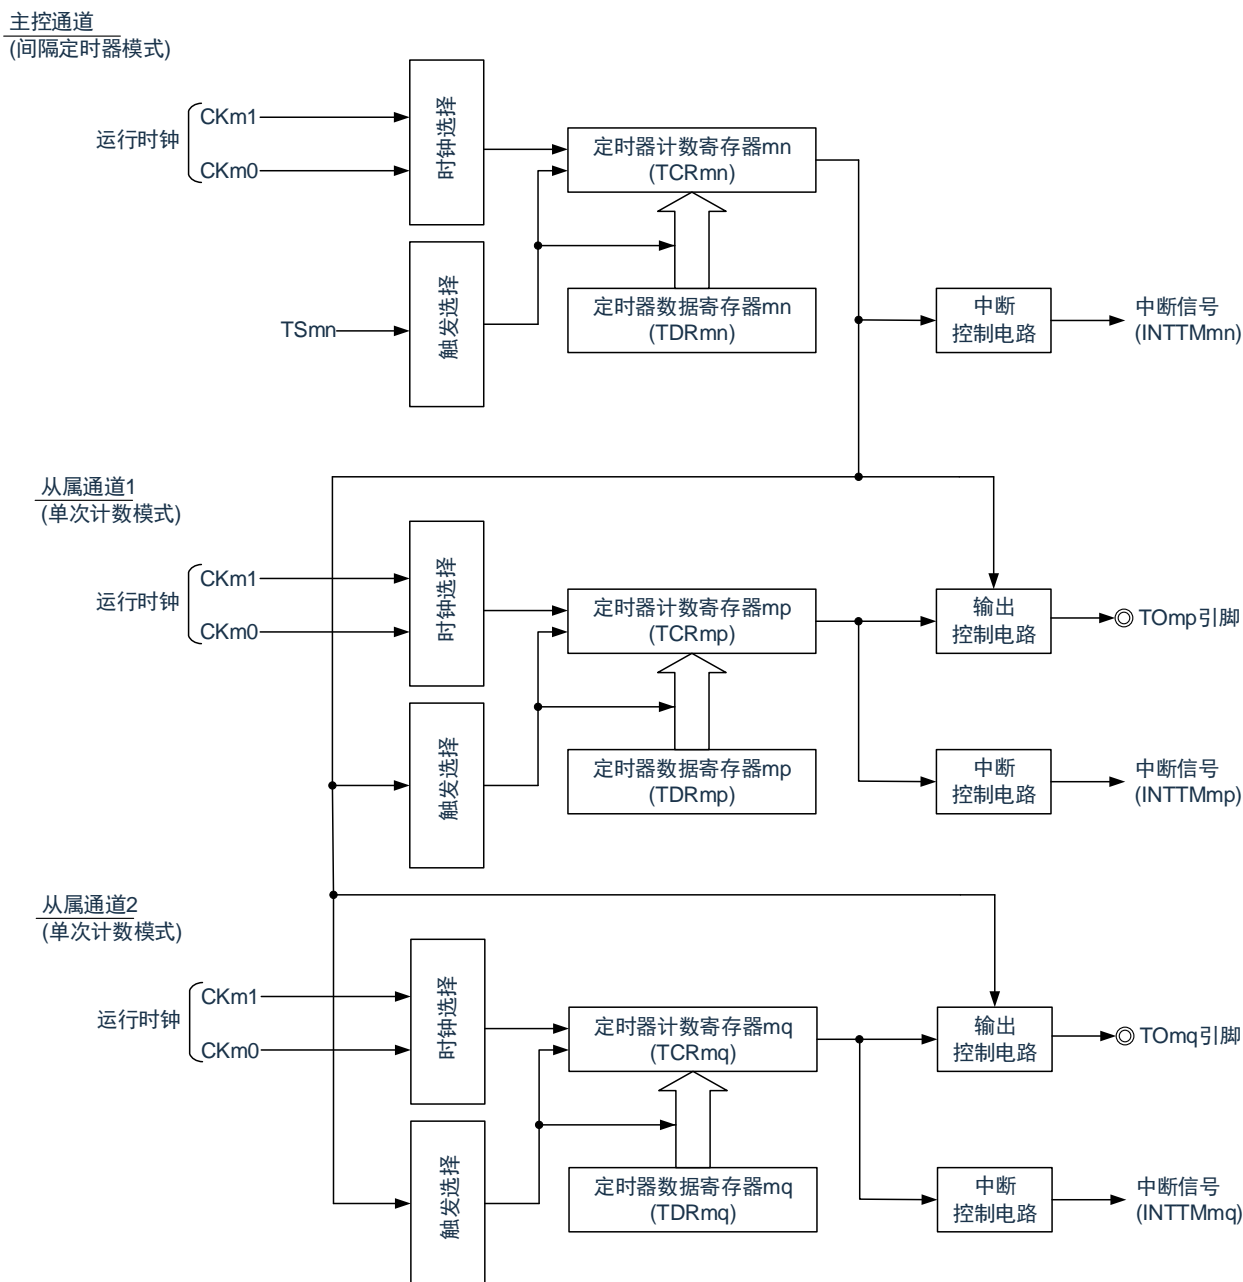 主控通道
(间隔定时器模式)
运行时钟
CKm1
CKm0
时钟选择
定时器计数寄存器mn
(TCRmn)
TSmn
触发选择
定时器数据寄存器mn
(TDRmn)
中断
控制电路
中断信号
(INTTMmn)
从属通道1
(单次计数模式)
运行时钟
CKm1
CKm0
时钟选择
定时器计数寄存器mp
(TCRmp)
输出
控制电路
TOmp引脚
触发选择
定时器数据寄存器mp
(TDRmp)
中断
控制电路
中断信号
(INTTMmp)
从属通道2
(单次计数模式)
运行时钟
CKm1
CKm0
时钟选择
定时器计数寄存器mq
(TCRmq)
输出
控制电路
TOmq引脚
触发选择
定时器数据寄存器mq
(TDRmq)
中断
控制电路
中断信号
(INTTMmq)